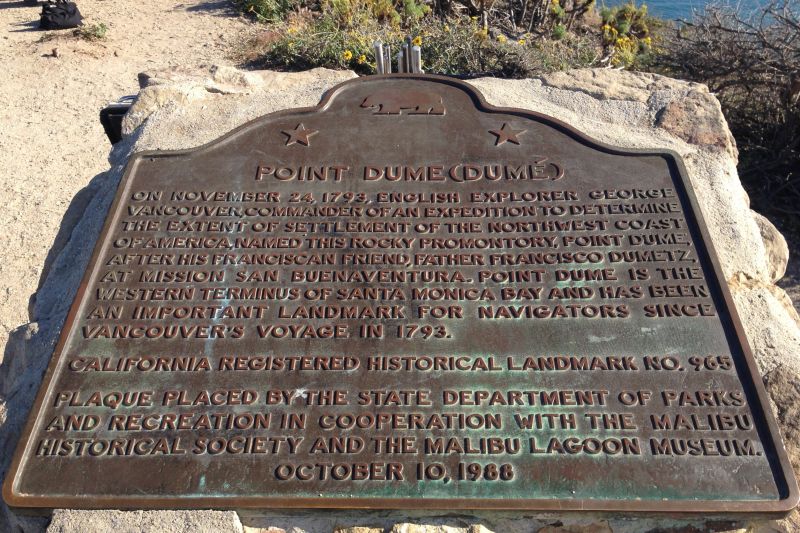 POINT DUME (DUMÉ)
ON NOVEMBER 24, 1793, ENGLISH EXPLORER GEORGE
VANCOUVER, COMMANDER OF AN EXPEDITION TO DETERMINE
THE EXTENT OF SETTLEMENT OF THE NORTHWEST COAST
OF AMERICA, NAMED THIS ROCKY PROMONTORY, POINT DUME,
AFTER HIS FRANCISCAN FRIEND, FATHER FRANCISCO DUMETZ,
AT MISSION SAN BUENAVENTURA. POINT DUME IS THE
WESTERN TERMINUS OF SANTA MONICA BAY AND HAS BEEN
AN IMPORTANT LANDMARK FOR NAVIGATORS SINCE
VANCOUVER'S VOYAGE IN 1793.
CALIFORNIA REGISTERED HISTORICAL LANDMARK NO. 965
PLAQUE PLACED BY THE STATE DEPARTMENT OF PARKS
AND RECREATION IN COOPERATION WITH THE MALIBU
HISTORICAL SOCIETY AND THE MALIBU LAGOON MUSEUM.
OCTOBER 10, 1988